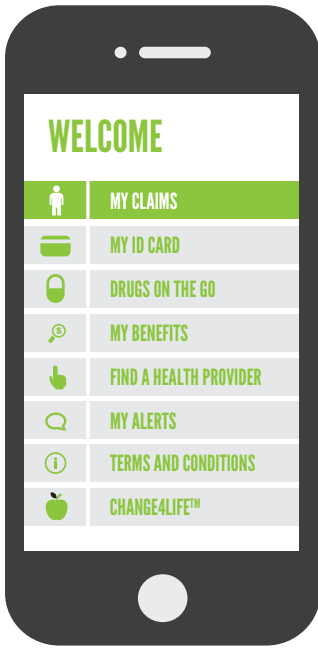 WELCOME
MY CLAIMS
MY ID CARD
DRUGS ON THE GO
MY BENEFITS
FIND A HEALTH PROVIDER
MY ALERTS
TERMS AND CONDITIONS
CHANGE4LIFE™